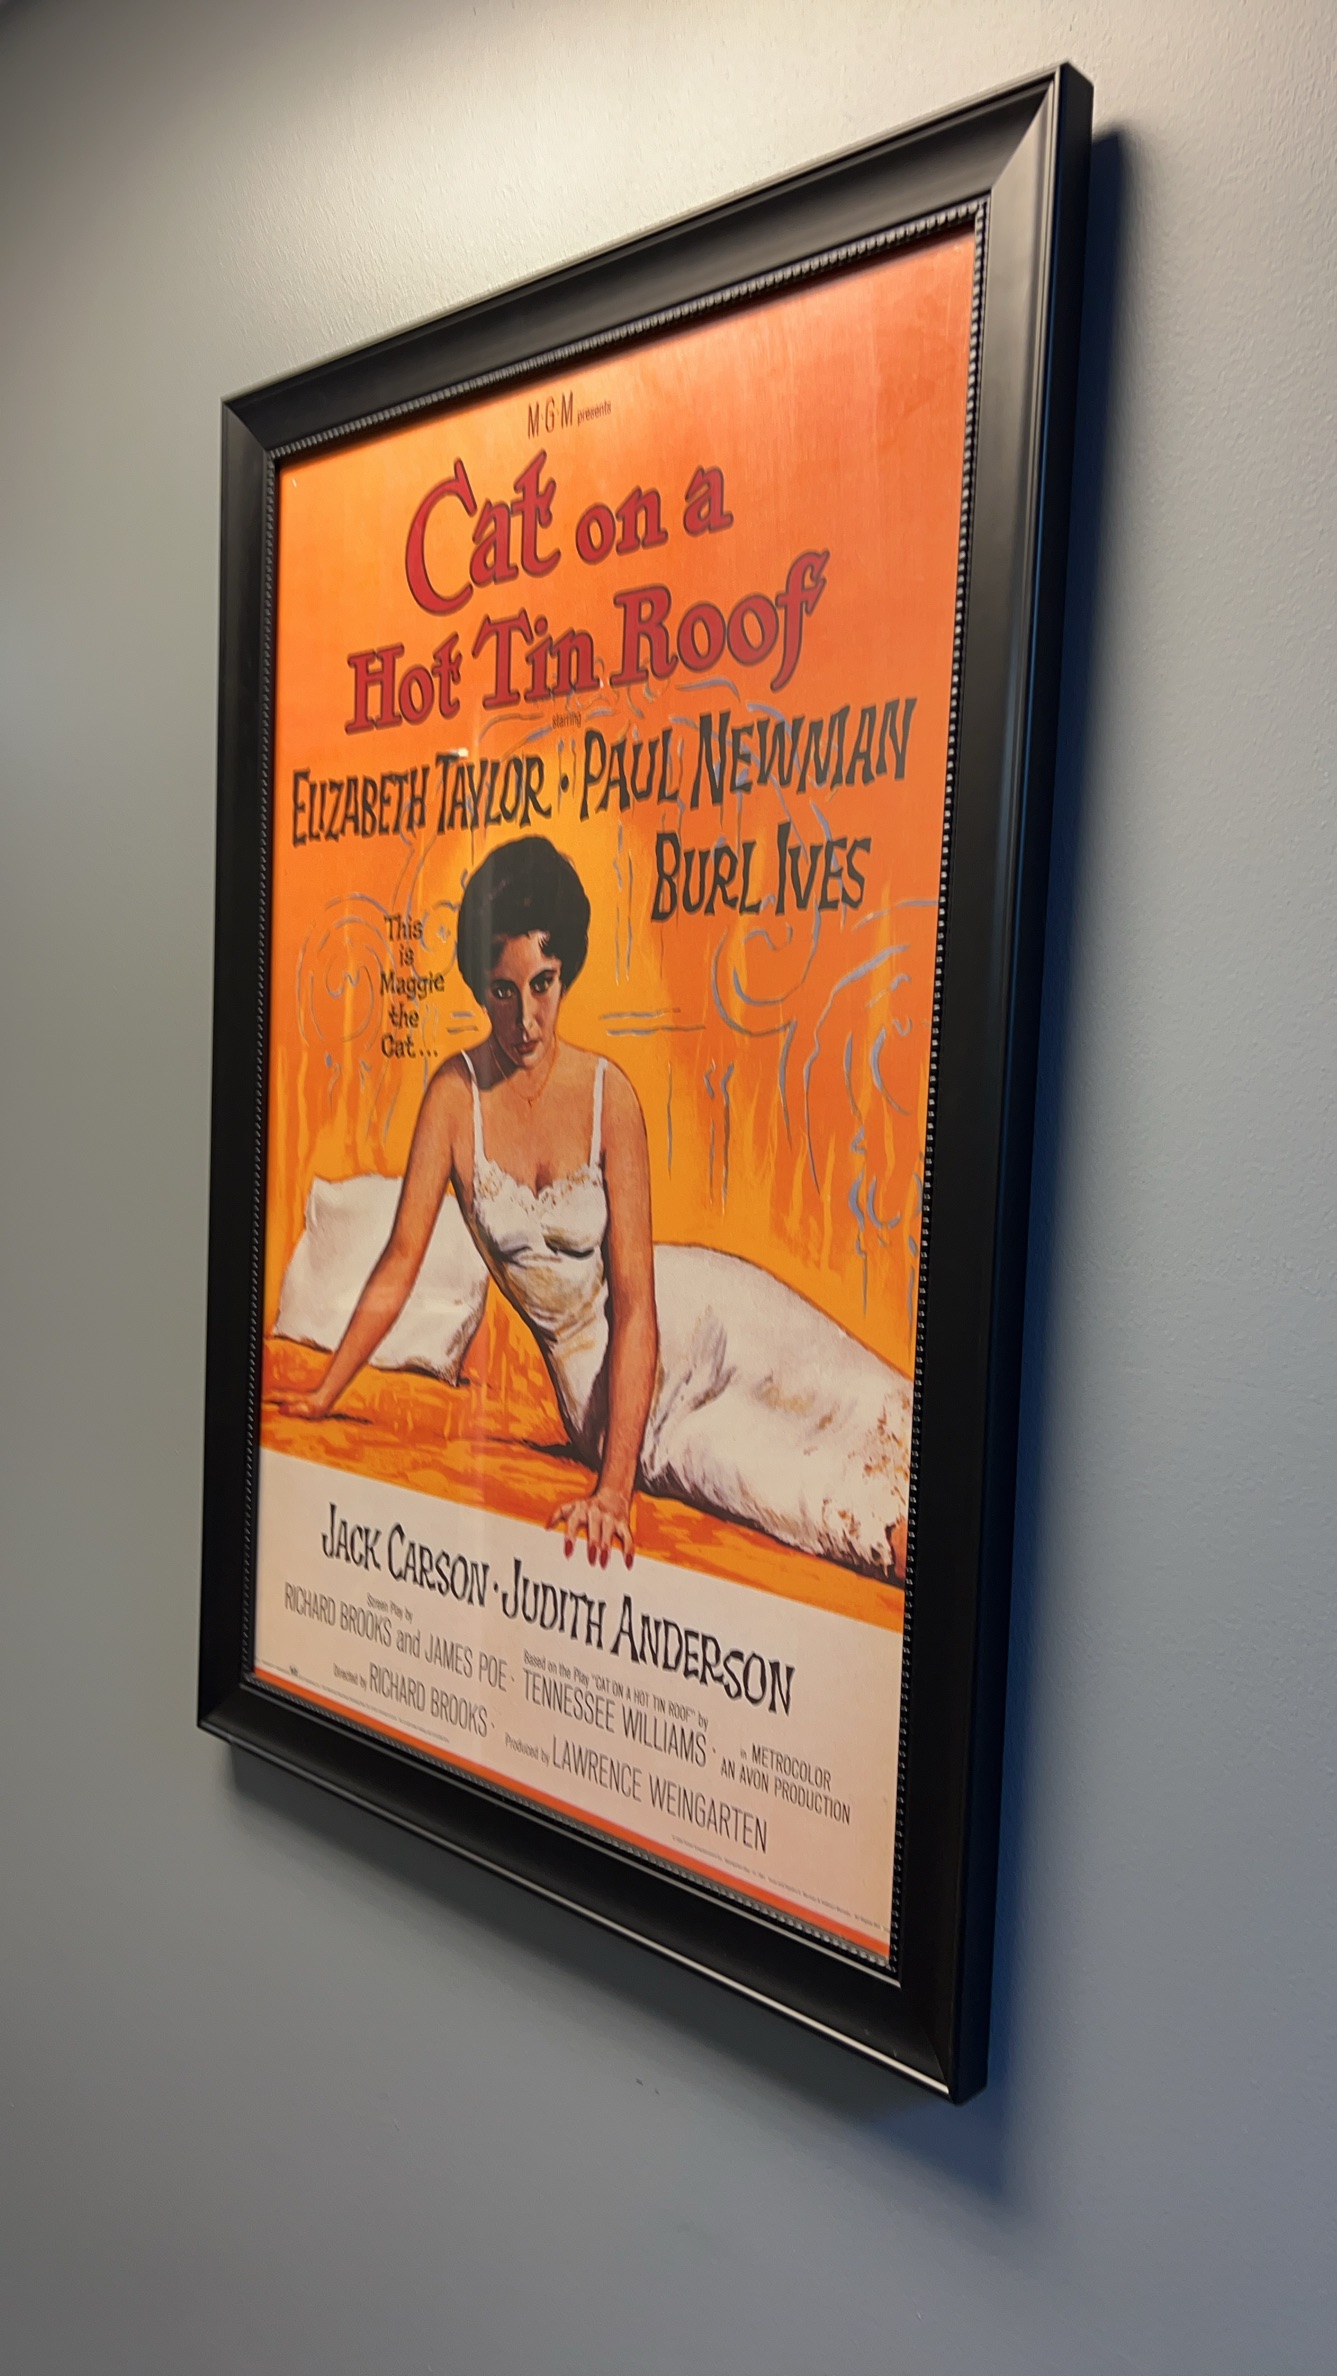 M·G·M presents
Cat on a
Hot Tin Roof
starring
ELIZABETH TAYLOR · PAUL NEWMAN
BURL IVES
This
is
Maggie
the
Cat...
JACK CARSON · JUDITH ANDERSON
Screen Play by
RICHARD BROOKS and JAMES POE ·
Based on the Play "CAT ON A HOT TIN ROOF" by
TENNESSEE WILLIAMS ·
in METROCOLOR
AN AVON PRODUCTION
Directed by RICHARD BROOKS ·
Produced by LAWRENCE WEINGARTEN